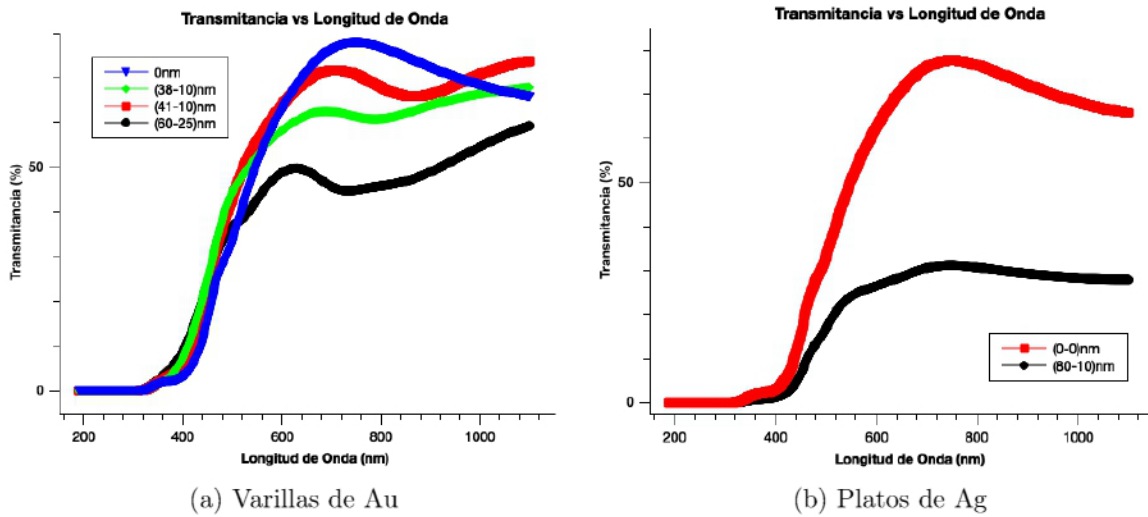 Transmitancia vs Longitud de Onda
0nm
(38-10)nm
(41-10)nm
(60-25)nm
Transmitancia (%)
50
0
200 400 600 800 1000
Longitud de Onda (nm)
(a) Varillas de Au
Transmitancia vs Longitud de Onda
Transmitancia (%)
50
0
(0-0)nm
(80-10)nm
200 400 600 800 1000
Longitud de Onda (nm)
(b) Platos de Ag